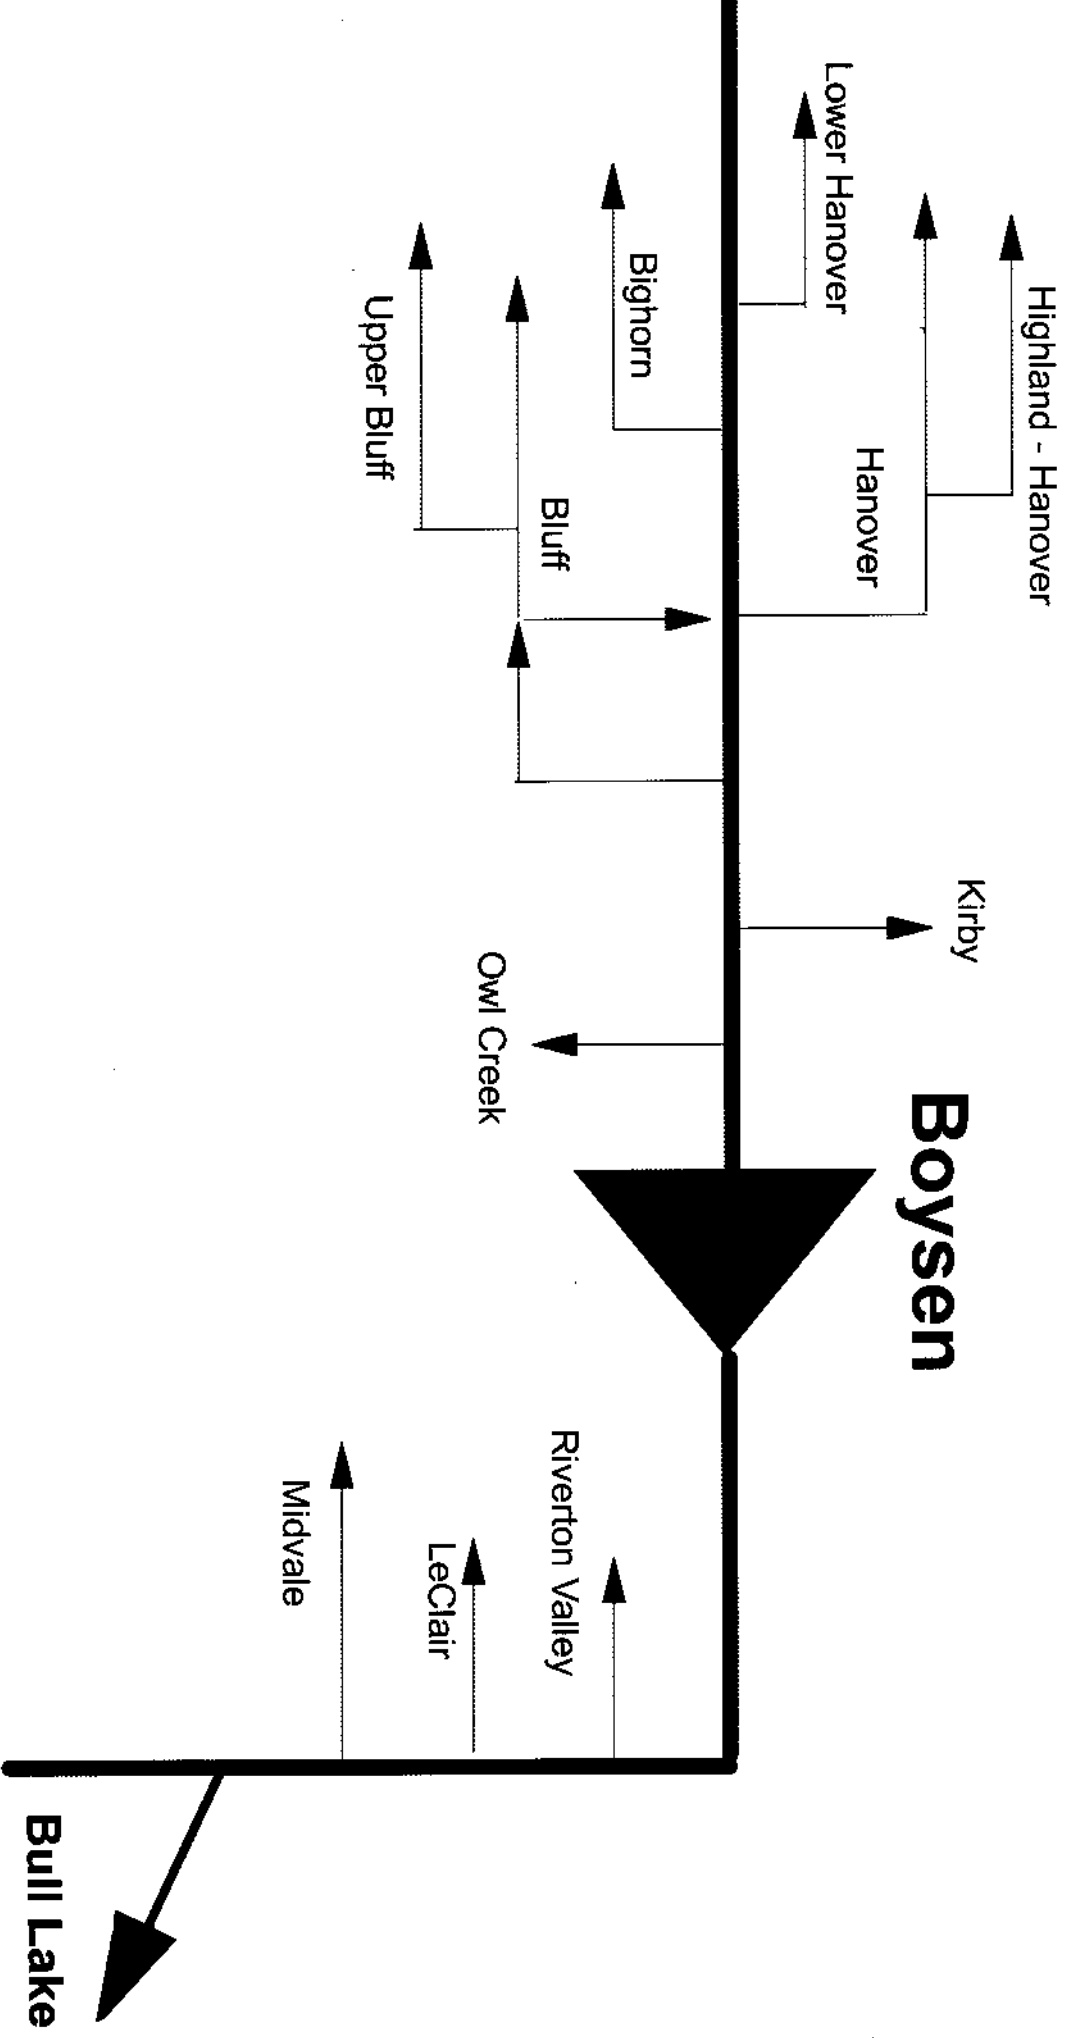 Lower Hanover
Highland - Hanover
Hanover
Bighorn
Bluff
Upper Bluff
Kirby
Owl Creek
Boysen
Riverton Valley
LeClair
Midvale
Bull Lake